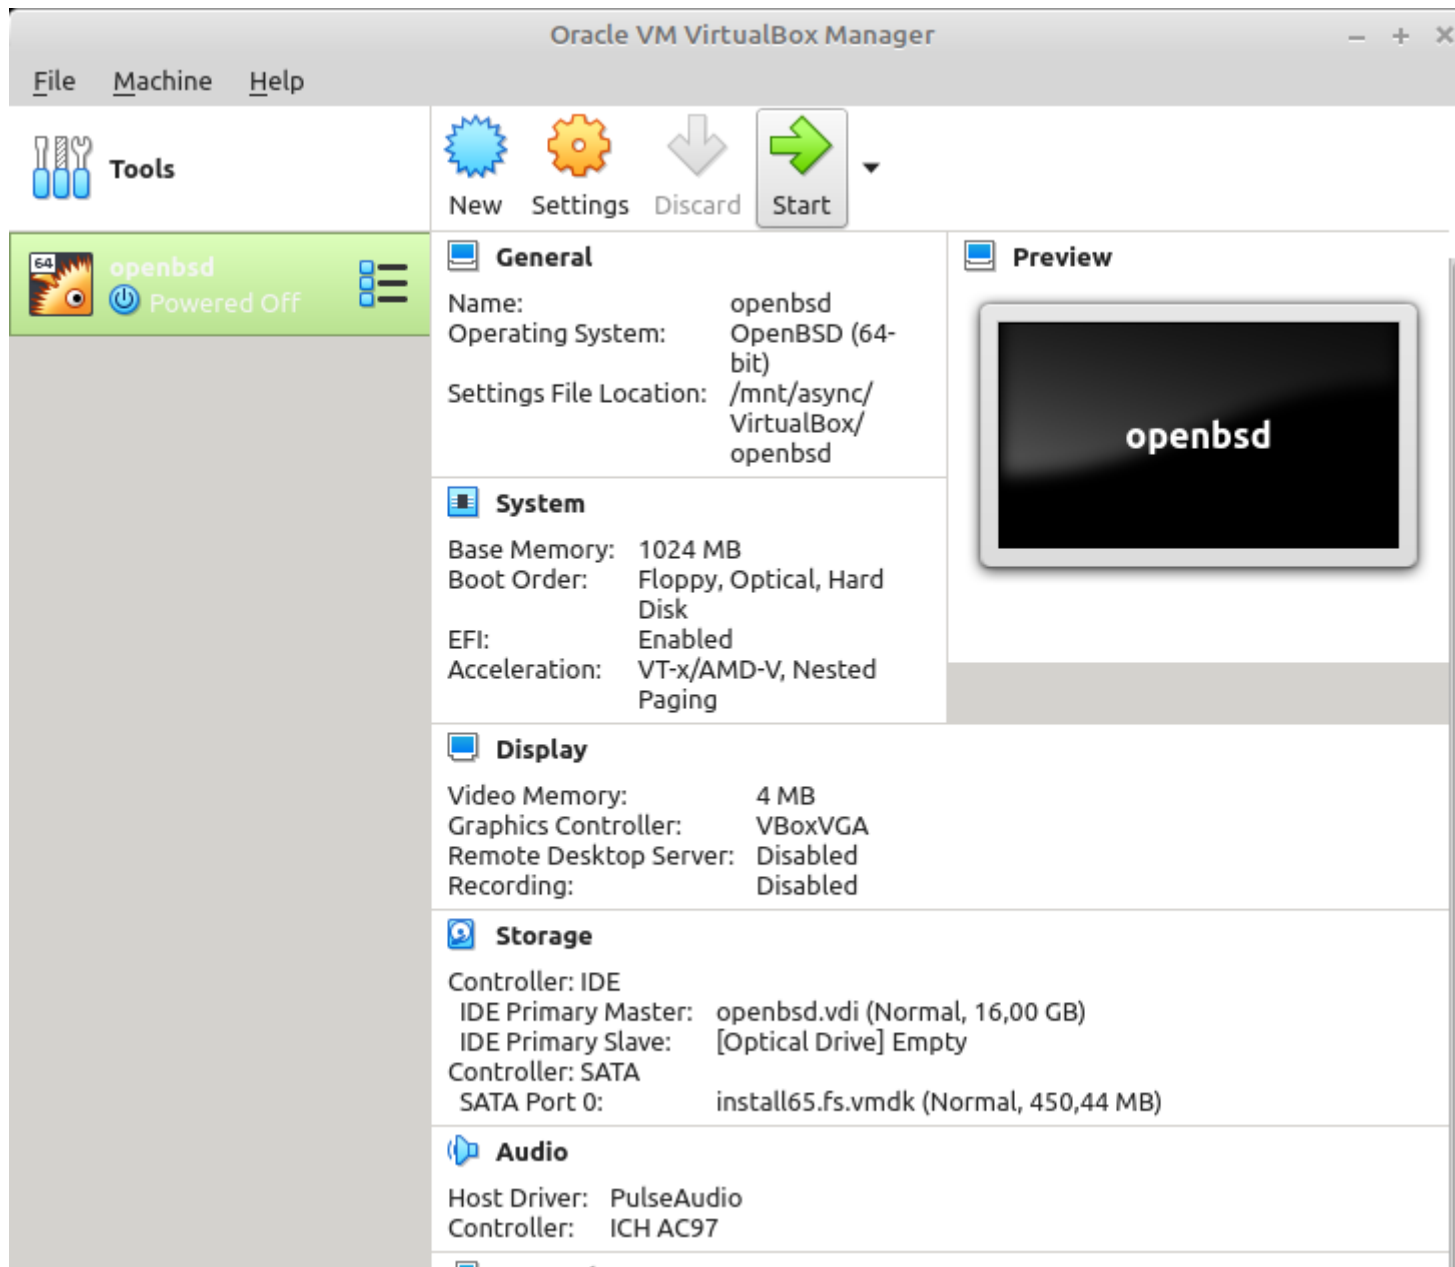 Oracle VM VirtualBox Manager
File Machine Help
Tools
New Settings Discard Start
64
openbsd
Powered Off
General
Name: openbsd
Operating System: OpenBSD (64-
bit)
Settings File Location: /mnt/async/
VirtualBox/
openbsd
Preview
openbsd
System
Base Memory: 1024 MB
Boot Order: Floppy, Optical, Hard
Disk
EFI: Enabled
Acceleration: VT-x/AMD-V, Nested
Paging
Display
Video Memory: 4 MB
Graphics Controller: VBoxVGA
Remote Desktop Server: Disabled
Recording: Disabled
Storage
Controller: IDE
IDE Primary Master: openbsd.vdi (Normal, 16,00 GB)
IDE Primary Slave: [Optical Drive] Empty
Controller: SATA
SATA Port 0: install65.fs.vmdk (Normal, 450,44 MB)
Audio
Host Driver: PulseAudio
Controller: ICH AC97